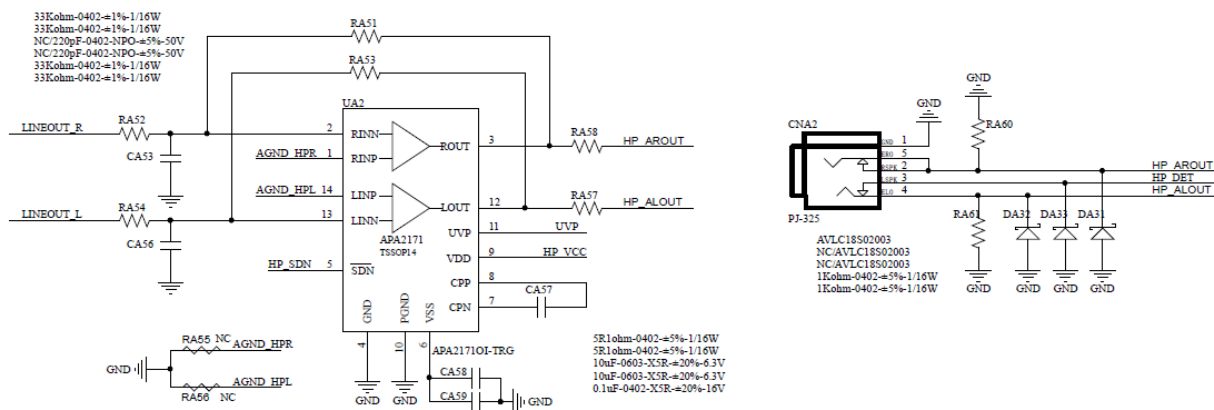 33Kohm-0402-±1%-1/16W
33Kohm-0402-±1%-1/16W
NC/220pF-0402-NPO-±5%-50V
NC/220pF-0402-NPO-±5%-50V
33Kohm-0402-±1%-1/16W
33Kohm-0402-±1%-1/16W
RA51
RA53
UA2
LINEOUT_R
RA52
2
RINN
ROUT
3
RA58
HP_AROUT
CA53
AGND_HPR
1
RINP
AGND_HPL
14
LINP
LINEOUT_L
RA54
13
LINN
LOUT
12
RA57
HP_ALOUT
CA56
APA2171
TSSOP14
UVP
11
UVP
HP_SDN
5
SDN
VDD
9
HP_VCC
CPP
8
CA57
CPN
7
GND
PGND
VSS
4
10
6
APA2171OI-TRG
GND
GND
CA58
CA59
GND
RA55 NC
AGND_HPR
GND
AGND_HPL
RA56 NC
5R1ohm-0402-±5%-1/16W
5R1ohm-0402-±5%-1/16W
10uF-0603-X5R-±20%-6.3V
10uF-0603-X5R-±20%-6.3V
0.1uF-0402-X5R-±20%-16V
GND
GND
CNA2
RA60
GND
1
ERO
5
RSPK
2
HP_AROUT
LSPK
3
HP_DET
ELO
4
HP_ALOUT
PJ-325
RA61
DA32
DA33
DA31
AVLC18S02003
NC/AVLC18S02003
NC/AVLC18S02003
1Kohm-0402-±5%-1/16W
1Kohm-0402-±5%-1/16W
GND
GND
GND
GND